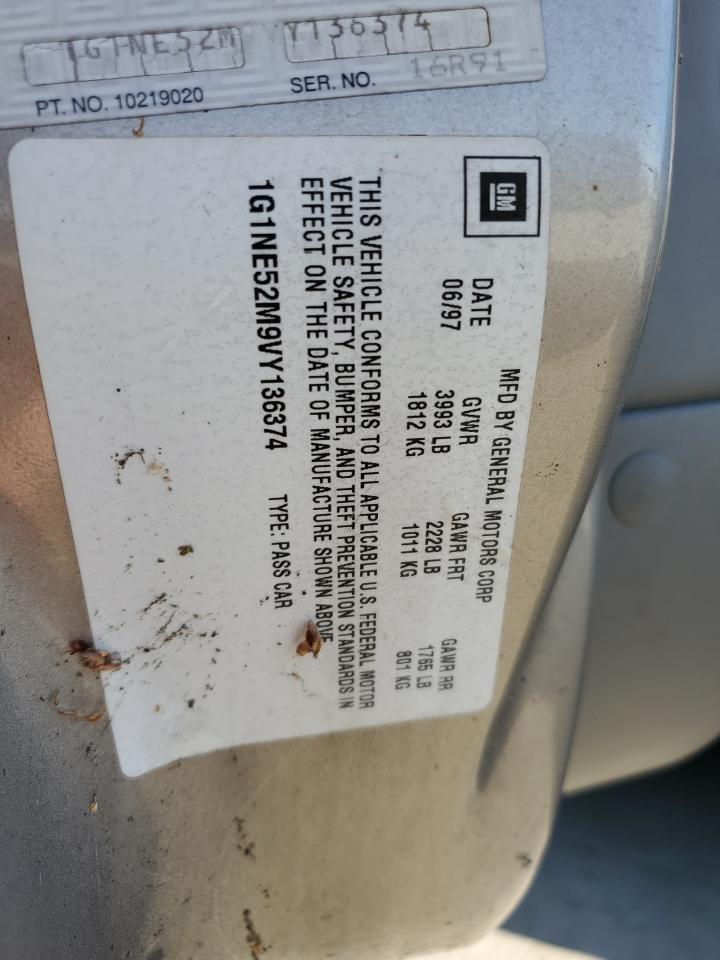 1G1NE52M VY136374
16R91
PT. NO. 10219020 SER. NO.
GM
MFD BY GENERAL MOTORS CORP
DATE GVWR GAWR FRT GAWR RR
06/97 3993 LB 2228 LB 1765 LB
1812 KG 1011 KG 801 KG
THIS VEHICLE CONFORMS TO ALL APPLICABLE U.S. FEDERAL MOTOR
VEHICLE SAFETY, BUMPER, AND THEFT PREVENTION STANDARDS IN
EFFECT ON THE DATE OF MANUFACTURE SHOWN ABOVE
1G1NE52M9VY136374 TYPE: PASS CAR